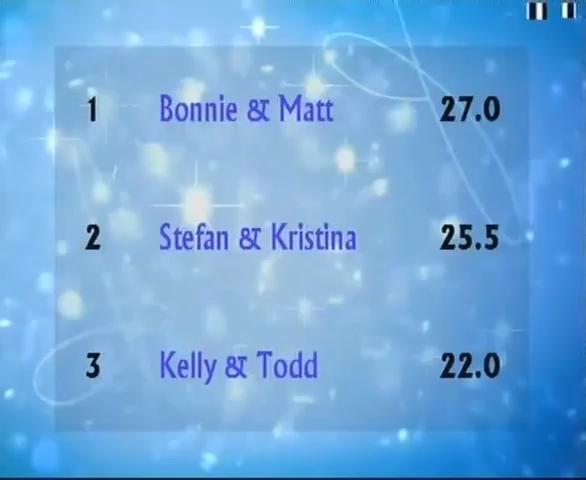 1 Bonnie & Matt 27.0
2 Stefan & Kristina 25.5
3 Kelly & Todd 22.0